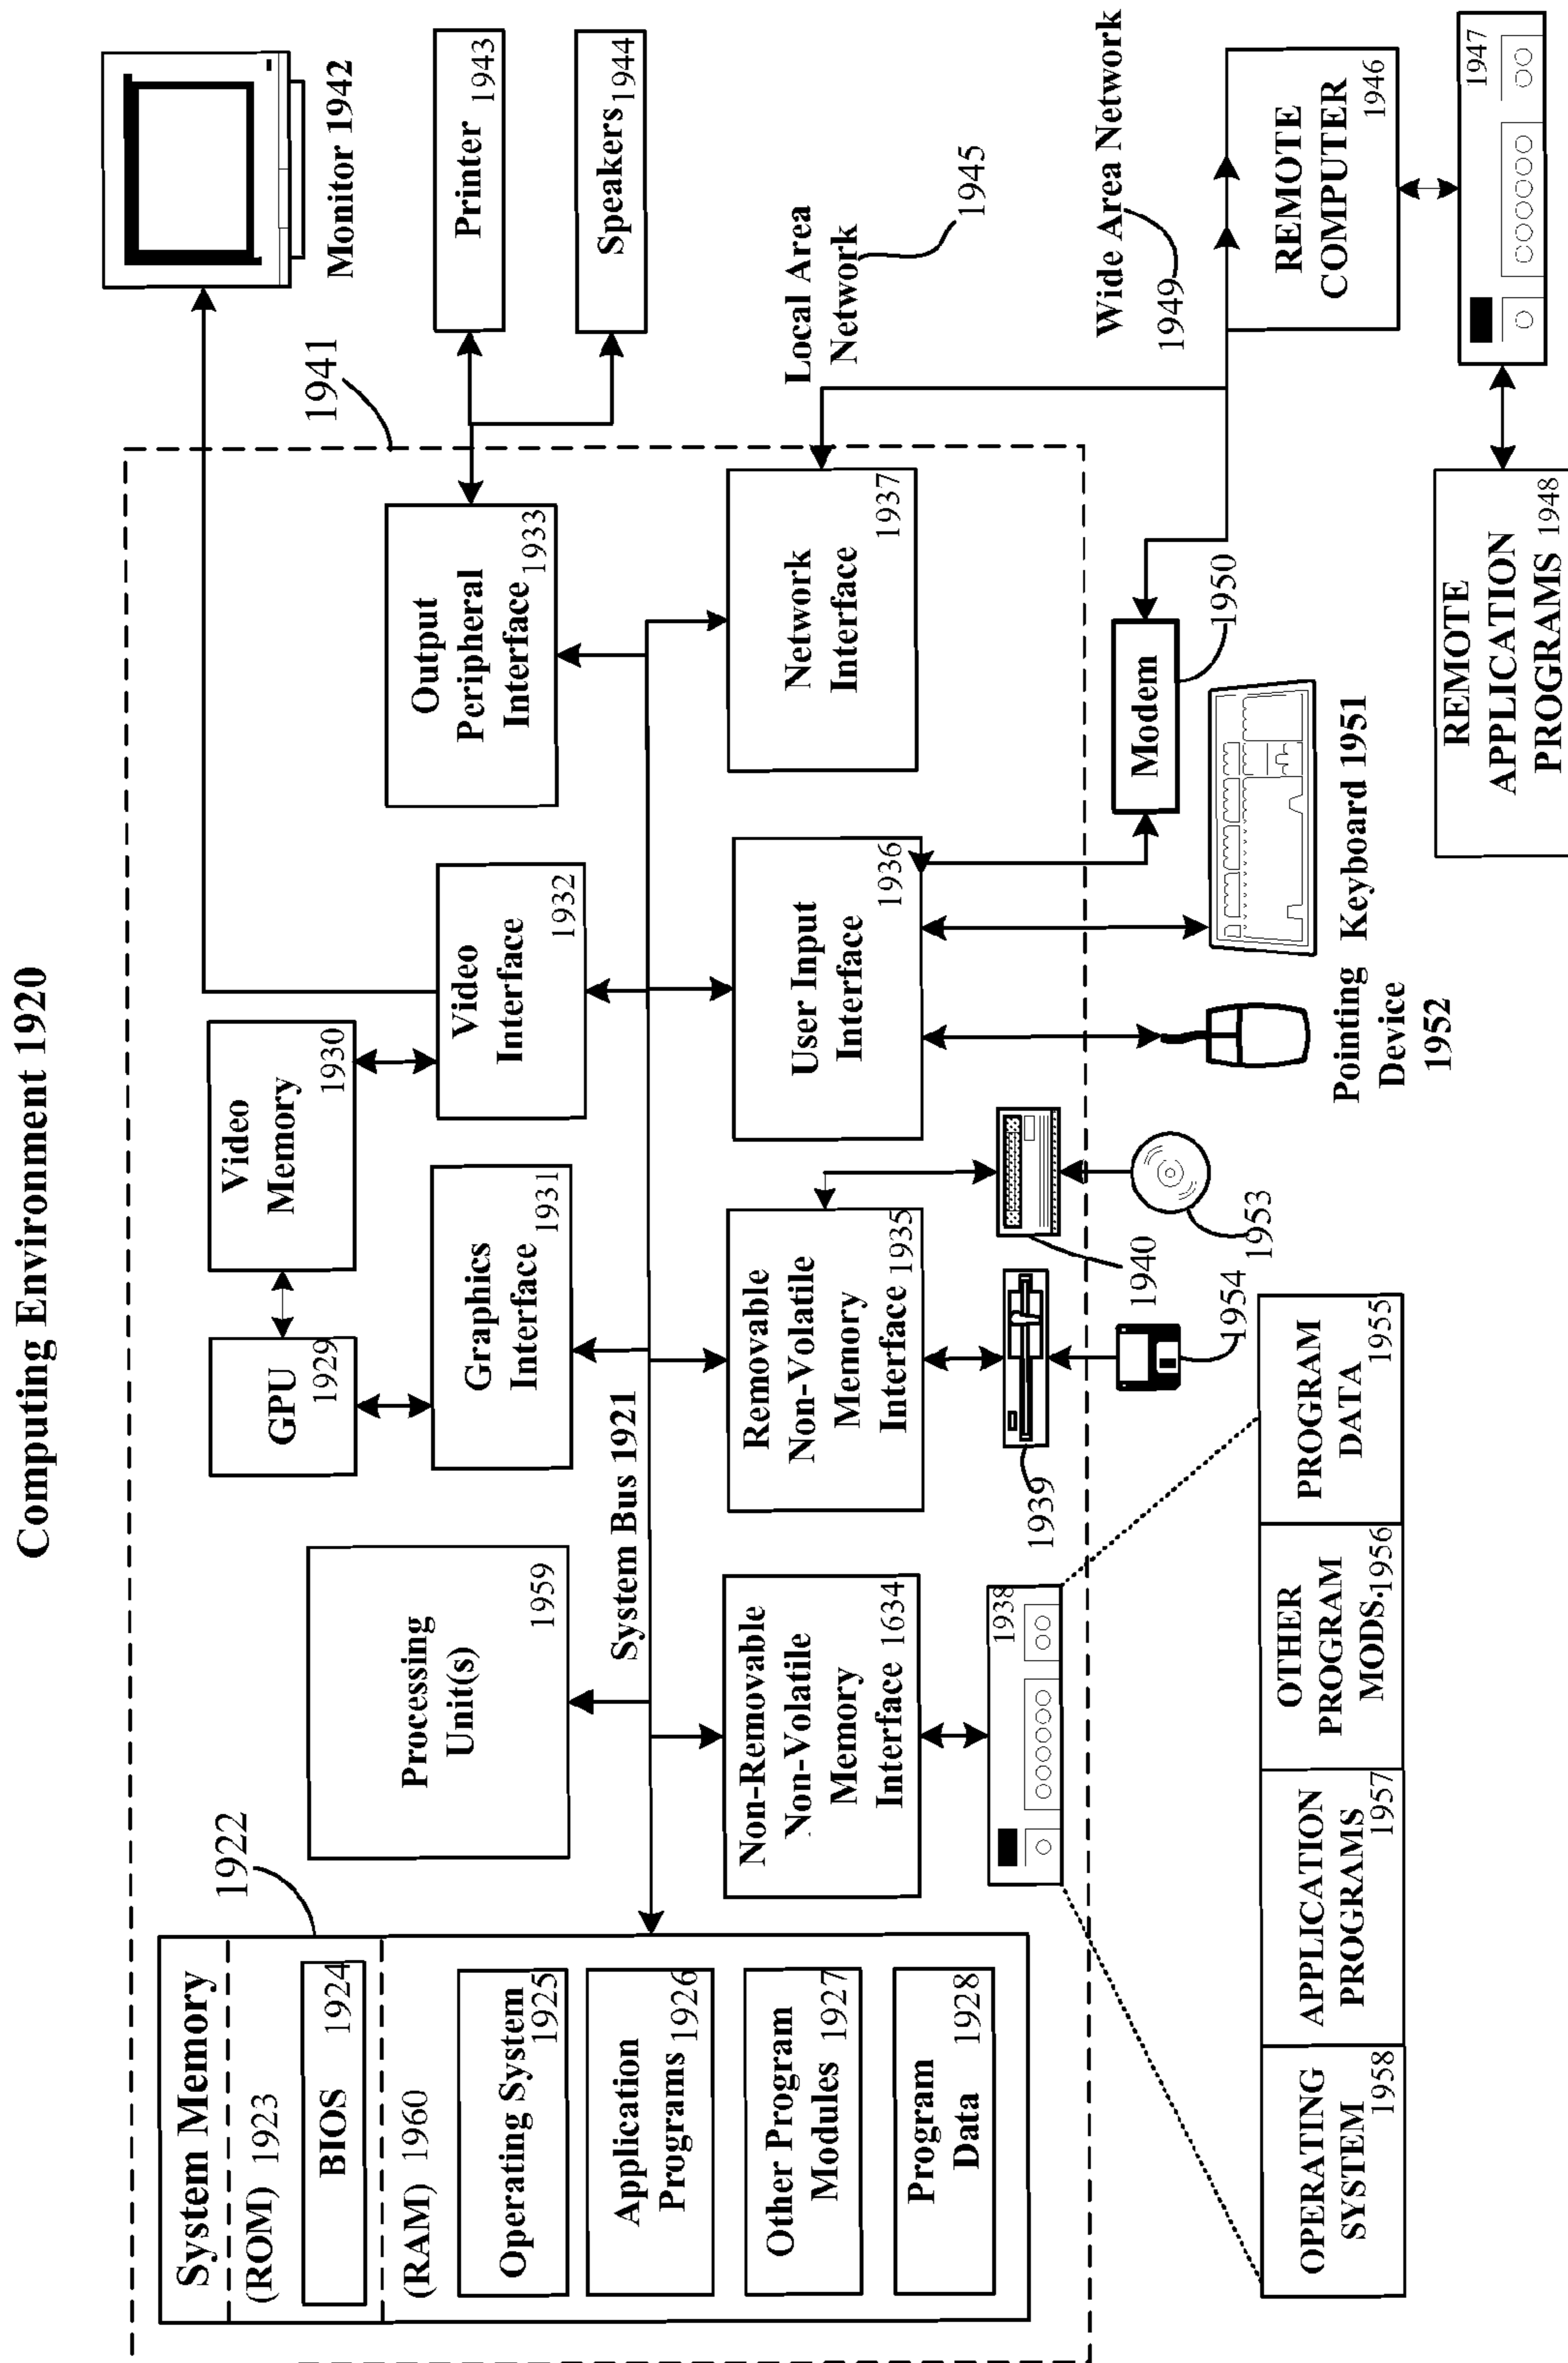 Computing Environment 1920
1922
System Memory
(ROM) 1923
BIOS 1924
(RAM) 1960
Operating System
1925
Application
Programs 1926
Other Program
Modules 1927
Program
Data 1928
Processing
Unit(s)
1959
GPU
1929
Video
Memory
1930
Graphics
Interface
1931
Video
Interface
1932
Output
Peripheral
Interface
1933
1941
Monitor 1942
Printer
1943
Speakers
1944
System Bus 1921
Non-Removable
Non-Volatile
Memory
Interface 1634
Removable
Non-Volatile
Memory
Interface 1935
User Input
Interface
1936
Network
Interface
1937
Local Area
Network
1945
1938
1939
1940
1954
1953
Modem
1950
Wide Area Network
1949
Pointing
Device
1952
Keyboard 1951
REMOTE
COMPUTER
1946
1947
REMOTE
APPLICATION
PROGRAMS 1948
OPERATING
SYSTEM
1958
APPLICATION
PROGRAMS
1957
OTHER
PROGRAM
MODS.
1956
PROGRAM
DATA
1955